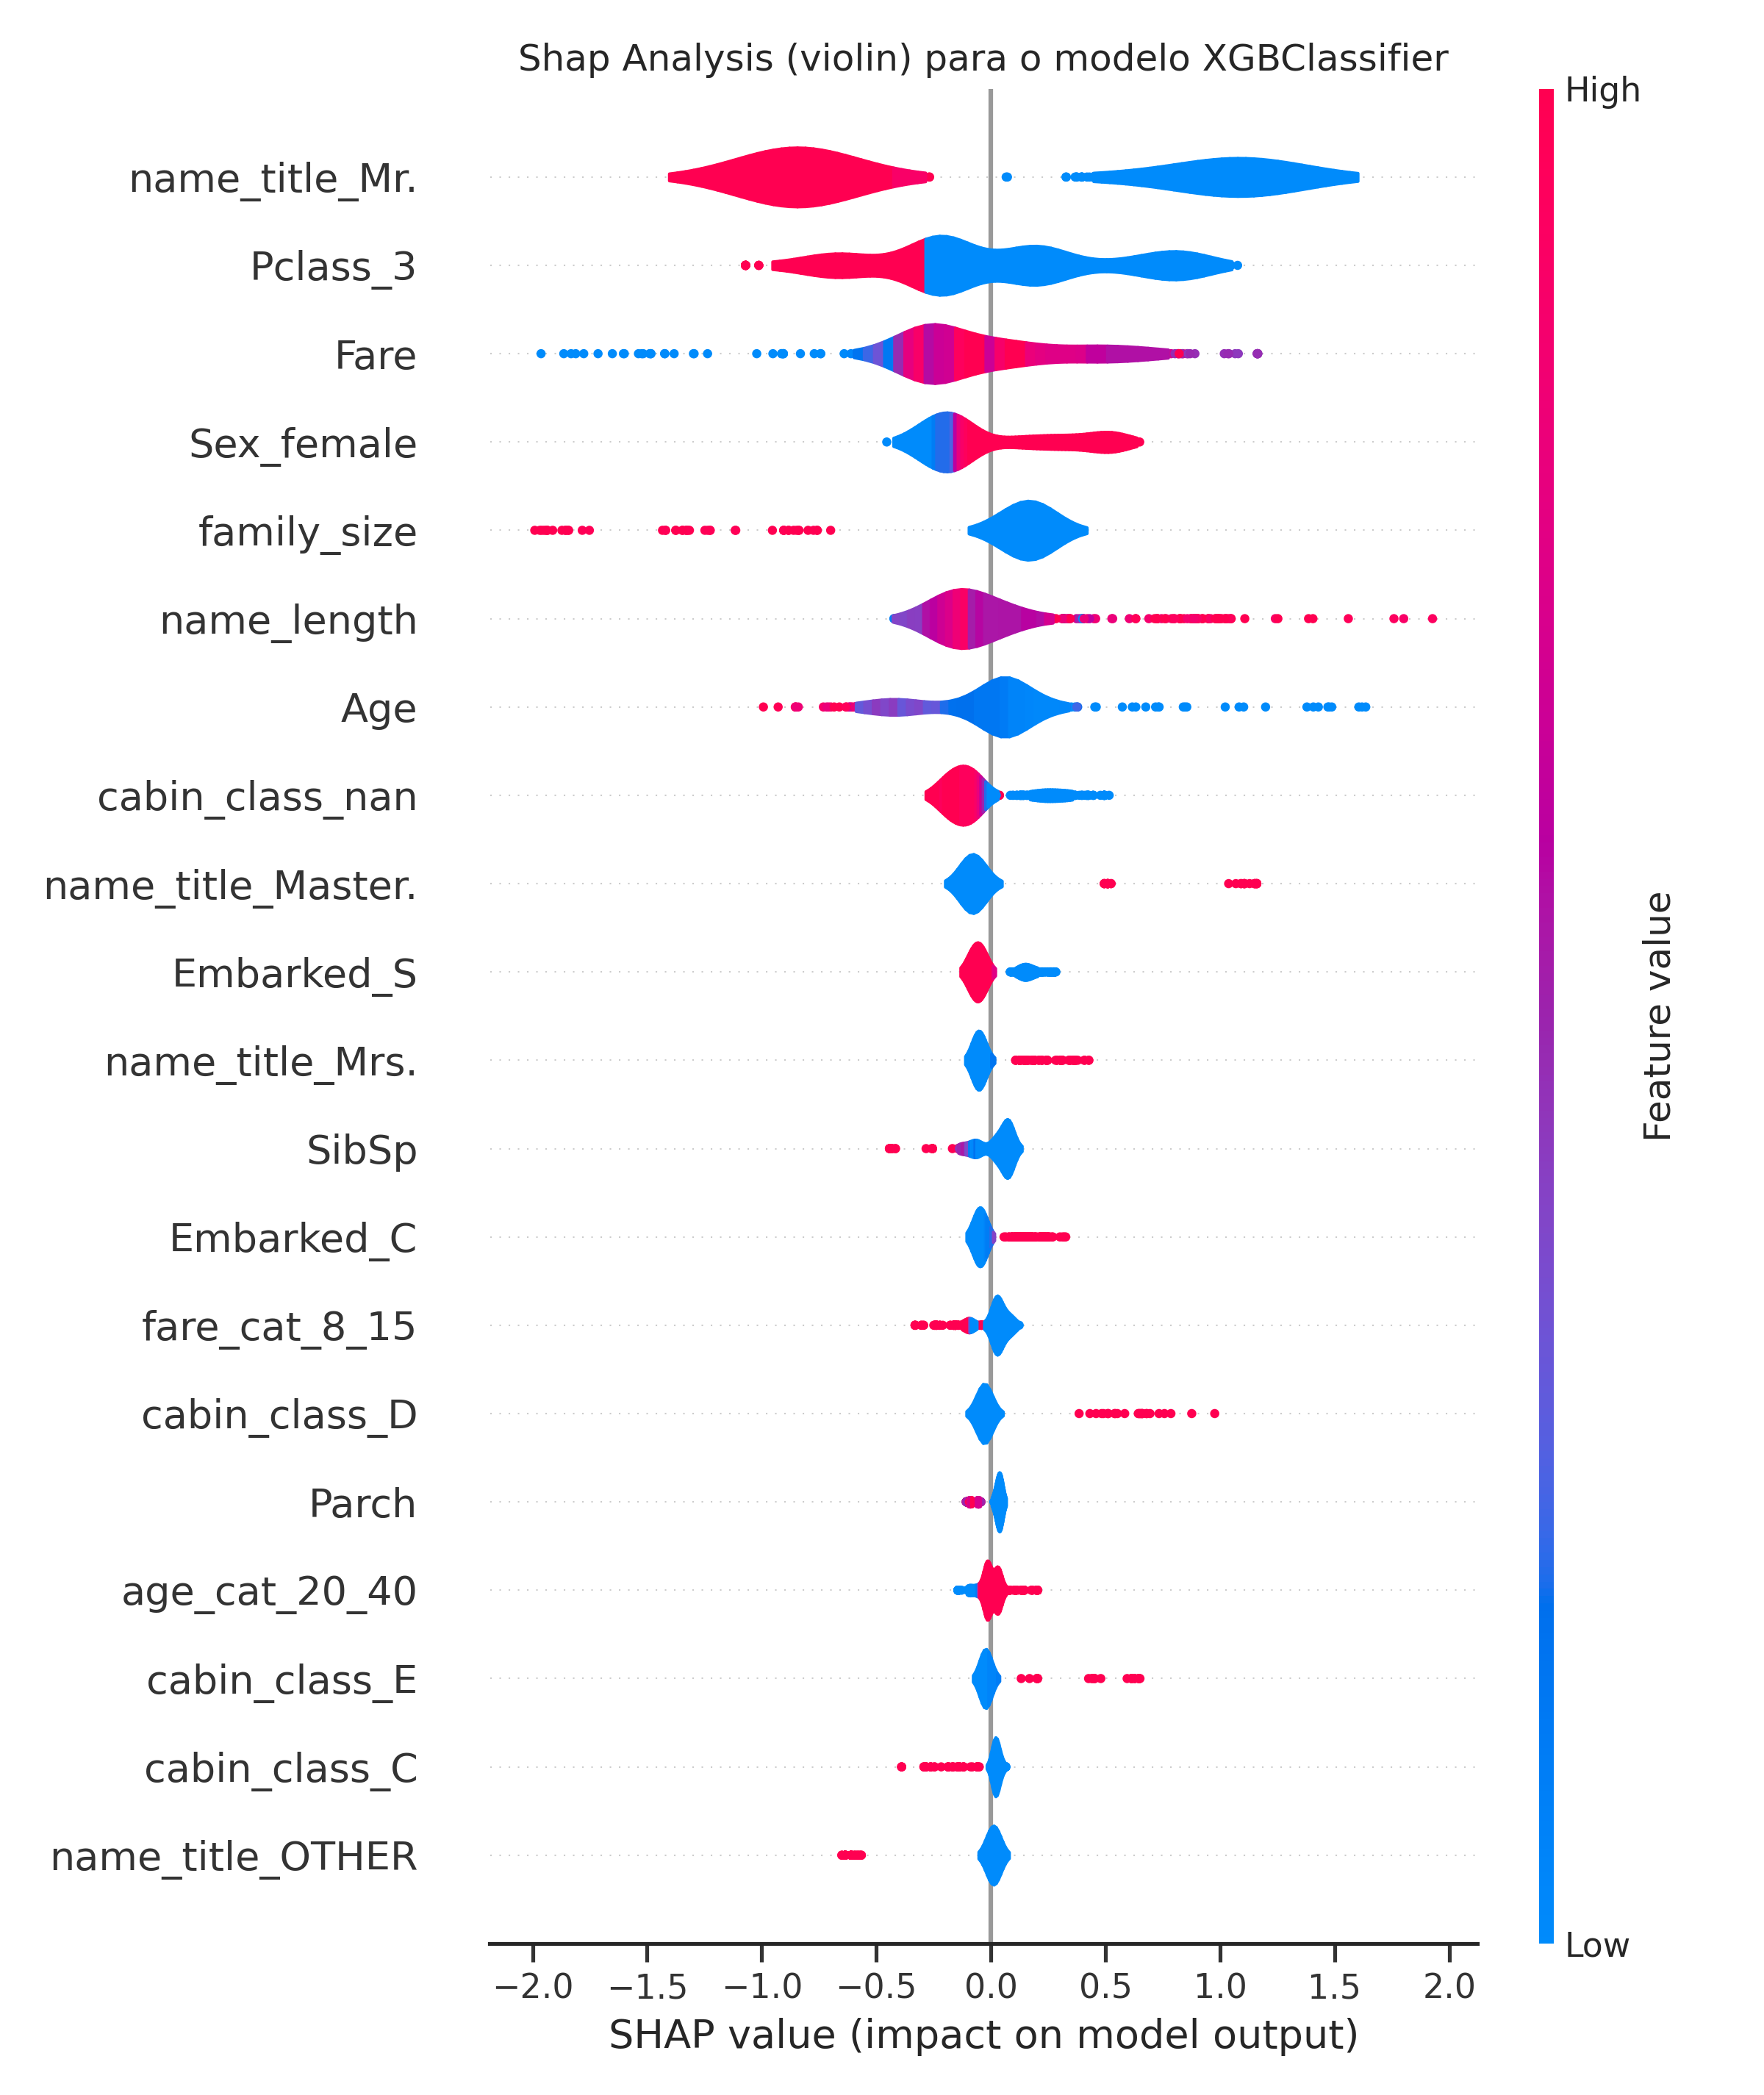 Shap Analysis (violin) para o modelo XGBClassifier
High
name_title_Mr.
Pclass_3
Fare
Sex_female
family_size
name_length
Age
cabin_class_nan
name_title_Master.
Embarked_S
name_title_Mrs.
SibSp
Embarked_C
fare_cat_8_15
cabin_class_D
Parch
age_cat_20_40
cabin_class_E
cabin_class_C
name_title_OTHER
Feature value
Low
−2.0 −1.5 −1.0 −0.5 0.0 0.5 1.0 1.5 2.0
SHAP value (impact on model output)